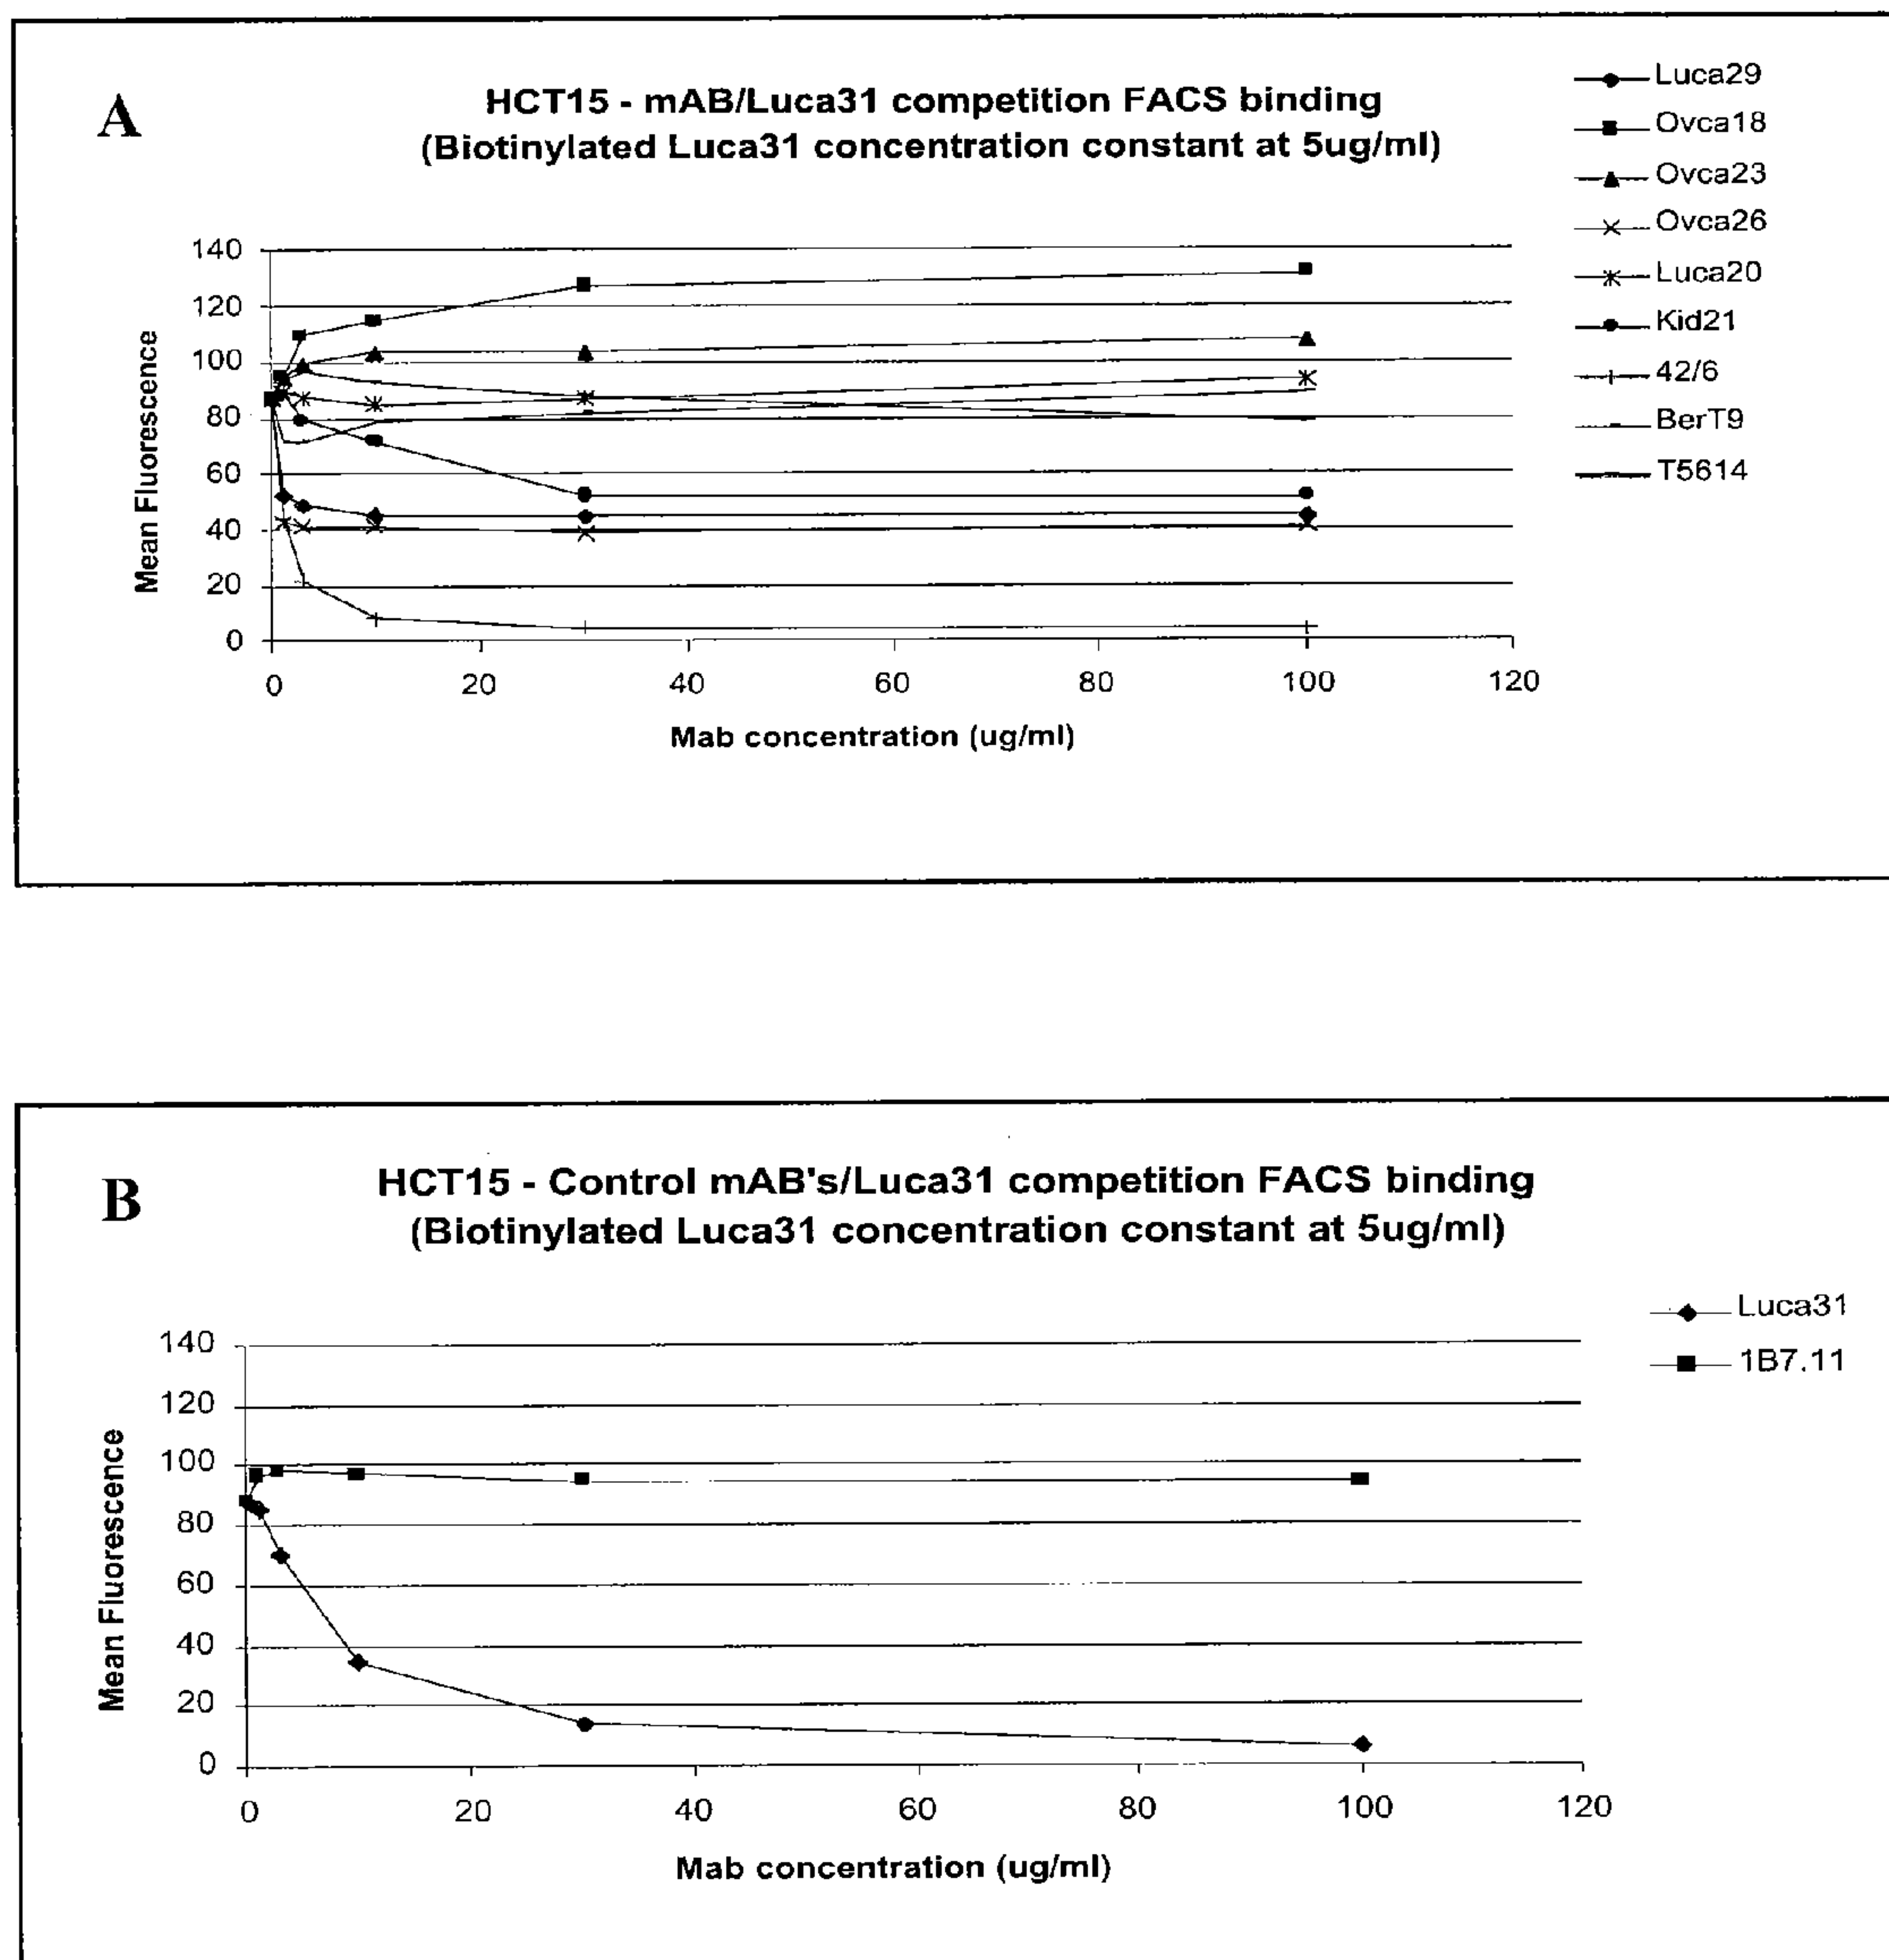 A
HCT15 - mAB/Luca31 competition FACS binding
(Biotinylated Luca31 concentration constant at 5ug/ml)
Luca29
Ovca18
Ovca23
Ovca26
Luca20
Kid21
42/6
BerT9
T5614
Mean Fluorescence
140
120
100
80
60
40
20
0
0 20 40 60 80 100 120
Mab concentration (ug/ml)
B
HCT15 - Control mAB's/Luca31 competition FACS binding
(Biotinylated Luca31 concentration constant at 5ug/ml)
Luca31
1B7.11
Mean Fluorescence
140
120
100
80
60
40
20
0
0 20 40 60 80 100 120
Mab concentration (ug/ml)